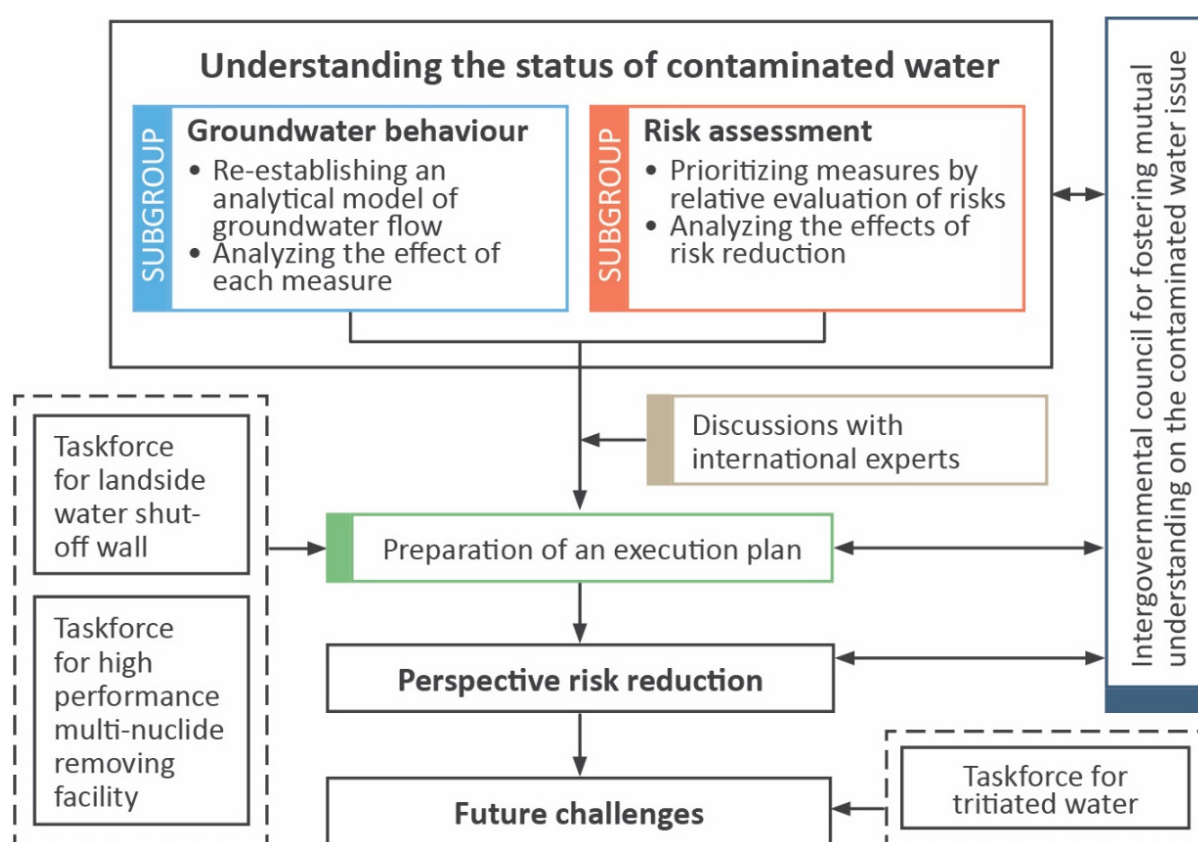 Understanding the status of contaminated water
SUBGROUP
Groundwater behaviour
• Re-establishing an
analytical model of
groundwater flow
• Analyzing the effect of
each measure
SUBGROUP
Risk assessment
• Prioritizing measures by
relative evaluation of risks
• Analyzing the effects of
risk reduction
Intergovernmental council for fostering mutual
understanding on the contaminated water issue
Discussions with
international experts
Taskforce
for landside
water shut-
off wall
Preparation of an execution plan
Taskforce
for high
performance
multi-nuclide
removing
facility
Perspective risk reduction
Future challenges
Taskforce for
tritiated water